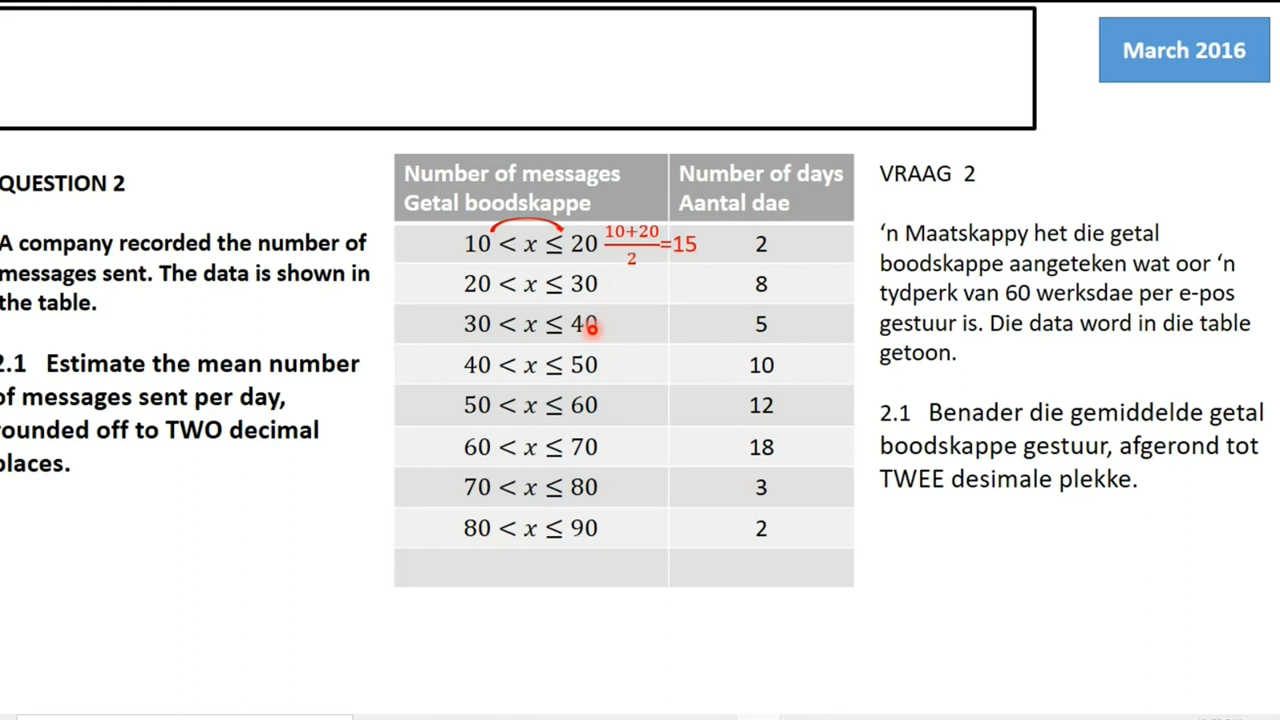 March 2016
QUESTION 2
A company recorded the number of
messages sent. The data is shown in
the table.
2.1 Estimate the mean number
of messages sent per day,
rounded off to TWO decimal
places.
Number of messages Number of days
Getal boodskappe Aantal dae
10 < x ≤ 20 10+20/2=15 2
20 < x ≤ 30 8
30 < x ≤ 40 5
40 < x ≤ 50 10
50 < x ≤ 60 12
60 < x ≤ 70 18
70 < x ≤ 80 3
80 < x ≤ 90 2
VRAAG 2
‘n Maatskappy het die getal
boodskappe aangeteken wat oor ‘n
tydperk van 60 werksdae per e-pos
gestuur is. Die data word in die table
getoon.
2.1 Benader die gemiddelde getal
boodskappe gestuur, afgerond tot
TWEE desimale plekke.